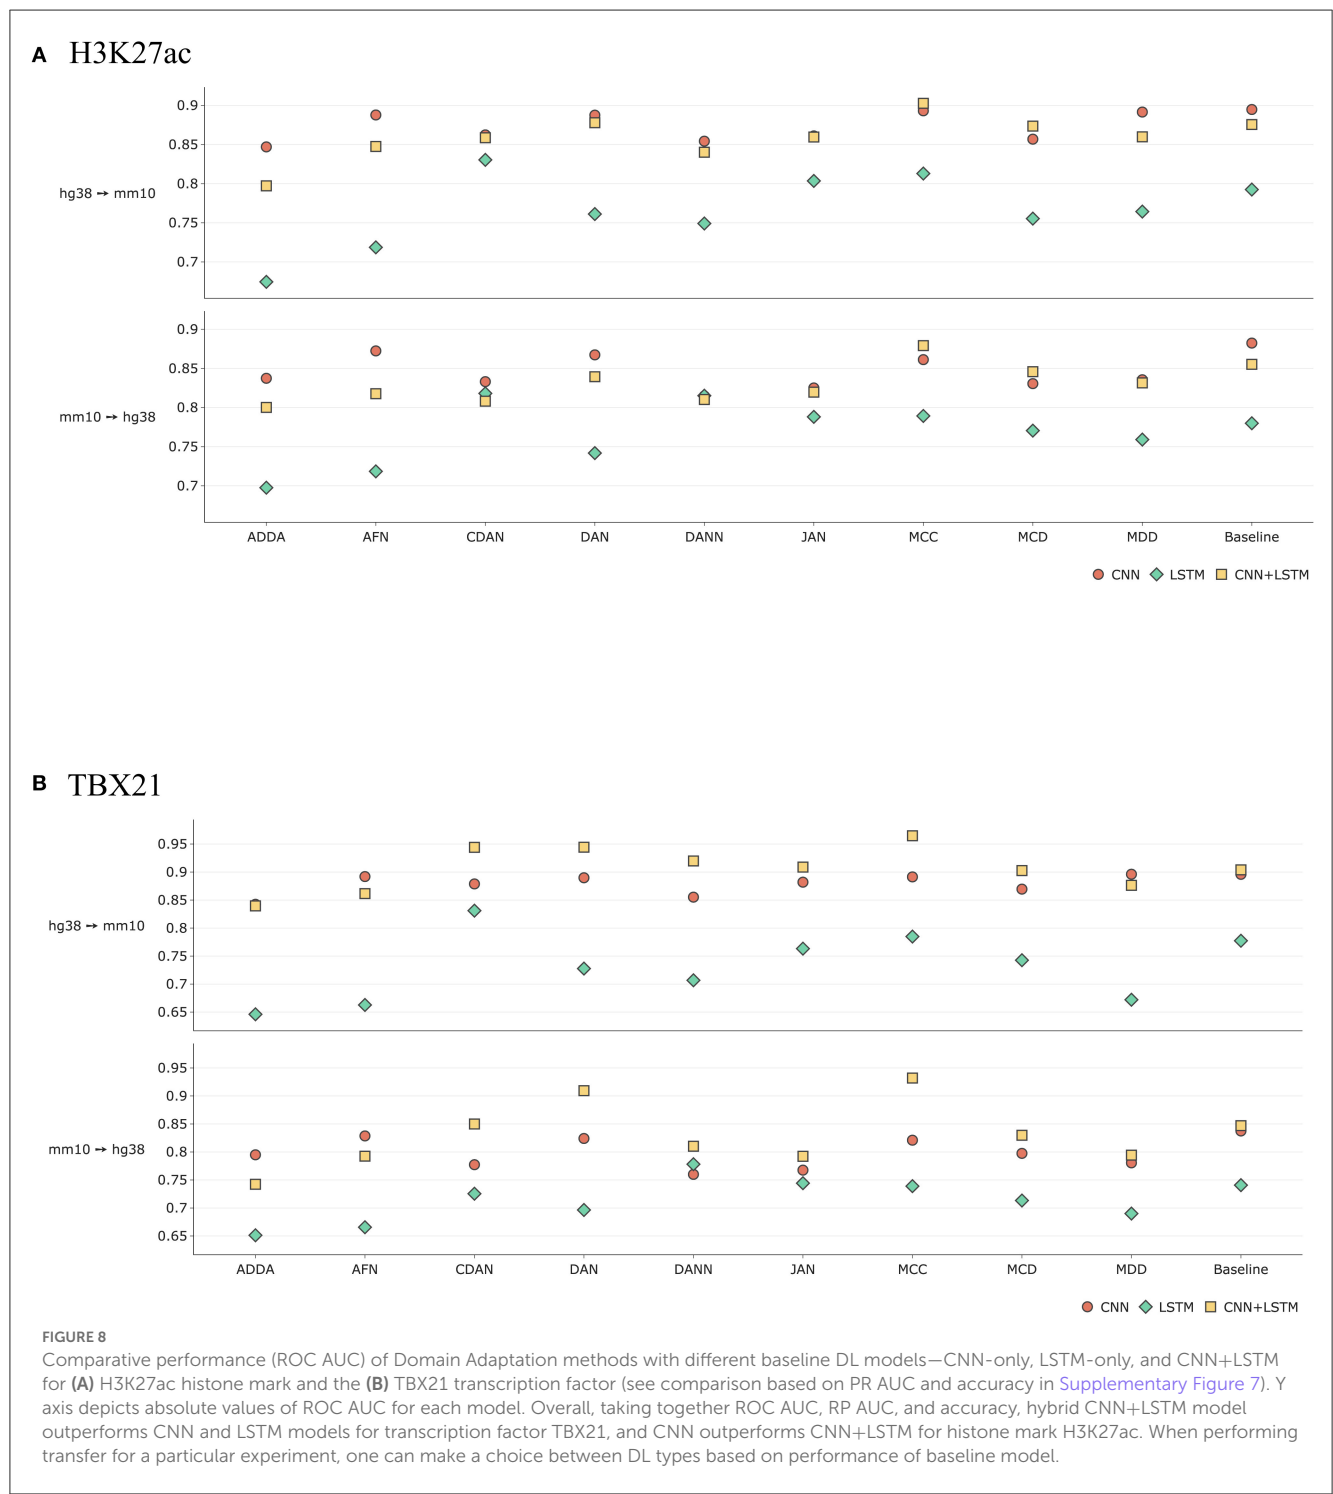 A H3K27ac
0.9
0.85
0.8
hg38 → mm10
0.75
0.7
0.9
0.85
0.8
mm10 → hg38
0.75
0.7
ADDA AFN CDAN DAN DANN JAN MCC MCD MDD Baseline
CNN LSTM CNN+LSTM
B TBX21
0.95
0.9
0.85
0.8
hg38 → mm10
0.75
0.7
0.65
0.95
0.9
0.85
0.8
mm10 → hg38
0.75
0.7
0.65
ADDA AFN CDAN DAN DANN JAN MCC MCD MDD Baseline
CNN LSTM CNN+LSTM
FIGURE 8
Comparative performance (ROC AUC) of Domain Adaptation methods with different baseline DL models—CNN-only, LSTM-only, and CNN+LSTM
for (A) H3K27ac histone mark and the (B) TBX21 transcription factor (see comparison based on PR AUC and accuracy in Supplementary Figure 7). Y
axis depicts absolute values of ROC AUC for each model. Overall, taking together ROC AUC, RP AUC, and accuracy, hybrid CNN+LSTM model
outperforms CNN and LSTM models for transcription factor TBX21, and CNN outperforms CNN+LSTM for histone mark H3K27ac. When performing
transfer for a particular experiment, one can make a choice between DL types based on performance of baseline model.